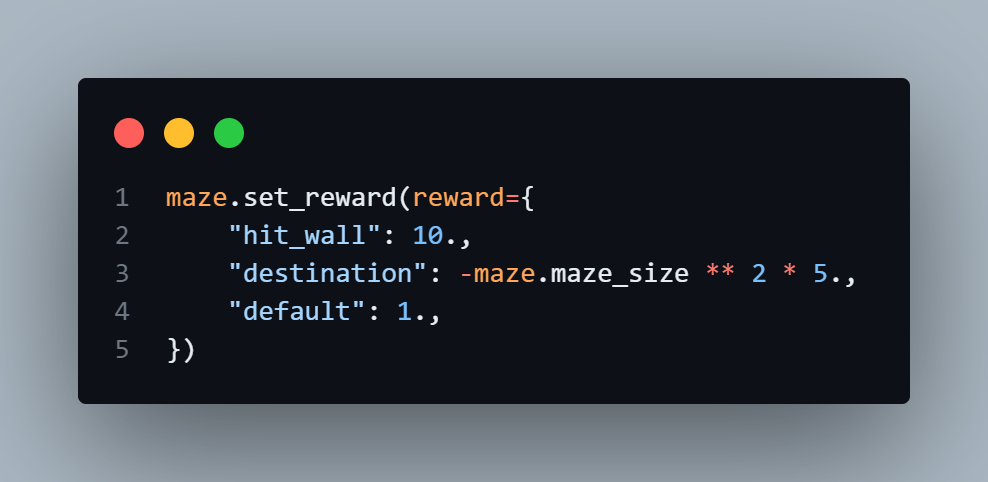 1 maze.set_reward(reward={
2     "hit_wall": 10.,
3     "destination": -maze.maze_size ** 2 * 5.,
4     "default": 1.,
5 })